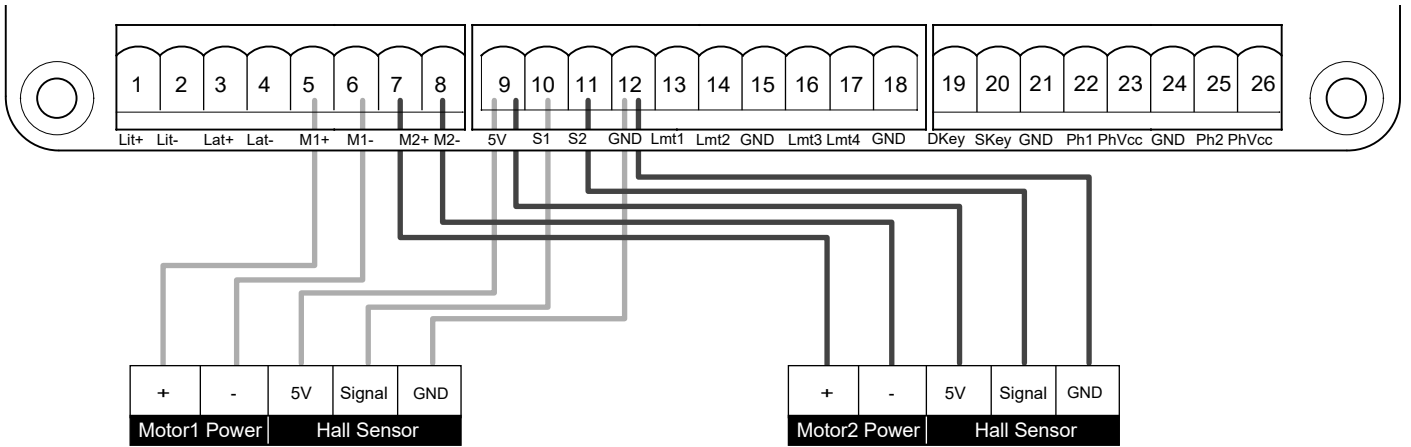 1 2 3 4 5 6 7 8 9 10 11 12 13 14 15 16 17 18 19 20 21 22 23 24 25 26
Lit+ Lit- Lat+ Lat- M1+ M1- M2+ M2- 5V S1 S2 GND Lmt1 Lmt2 GND Lmt3 Lmt4 GND DKey SKey GND Ph1 PhVcc GND Ph2 PhVcc
+ - 5V Signal GND + - 5V Signal GND
Motor1 Power Hall Sensor Motor2 Power Hall Sensor